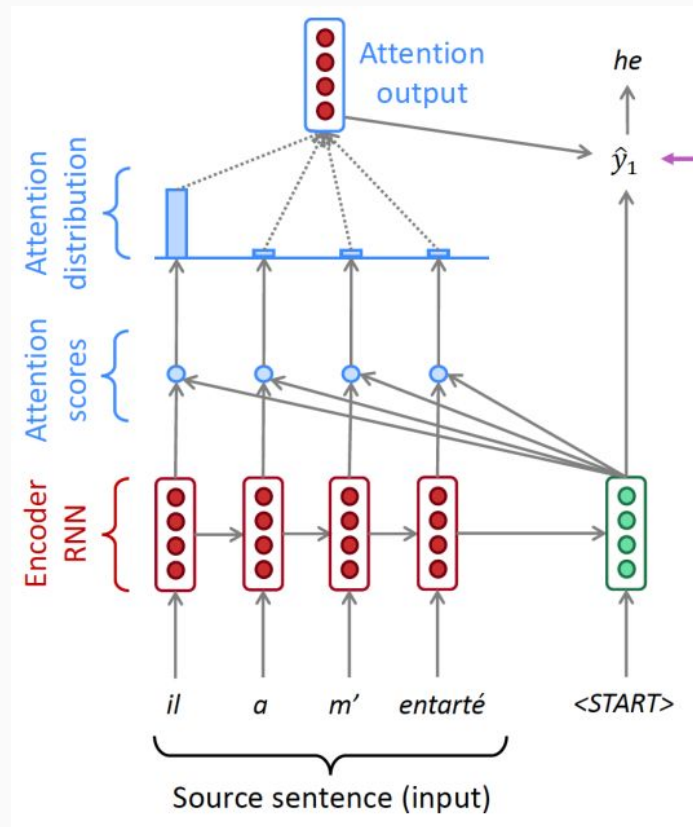 Attention
output
he
ŷ₁
Attention
distribution
Attention
scores
Encoder
RNN
il a m’ entarté <START>
Source sentence (input)